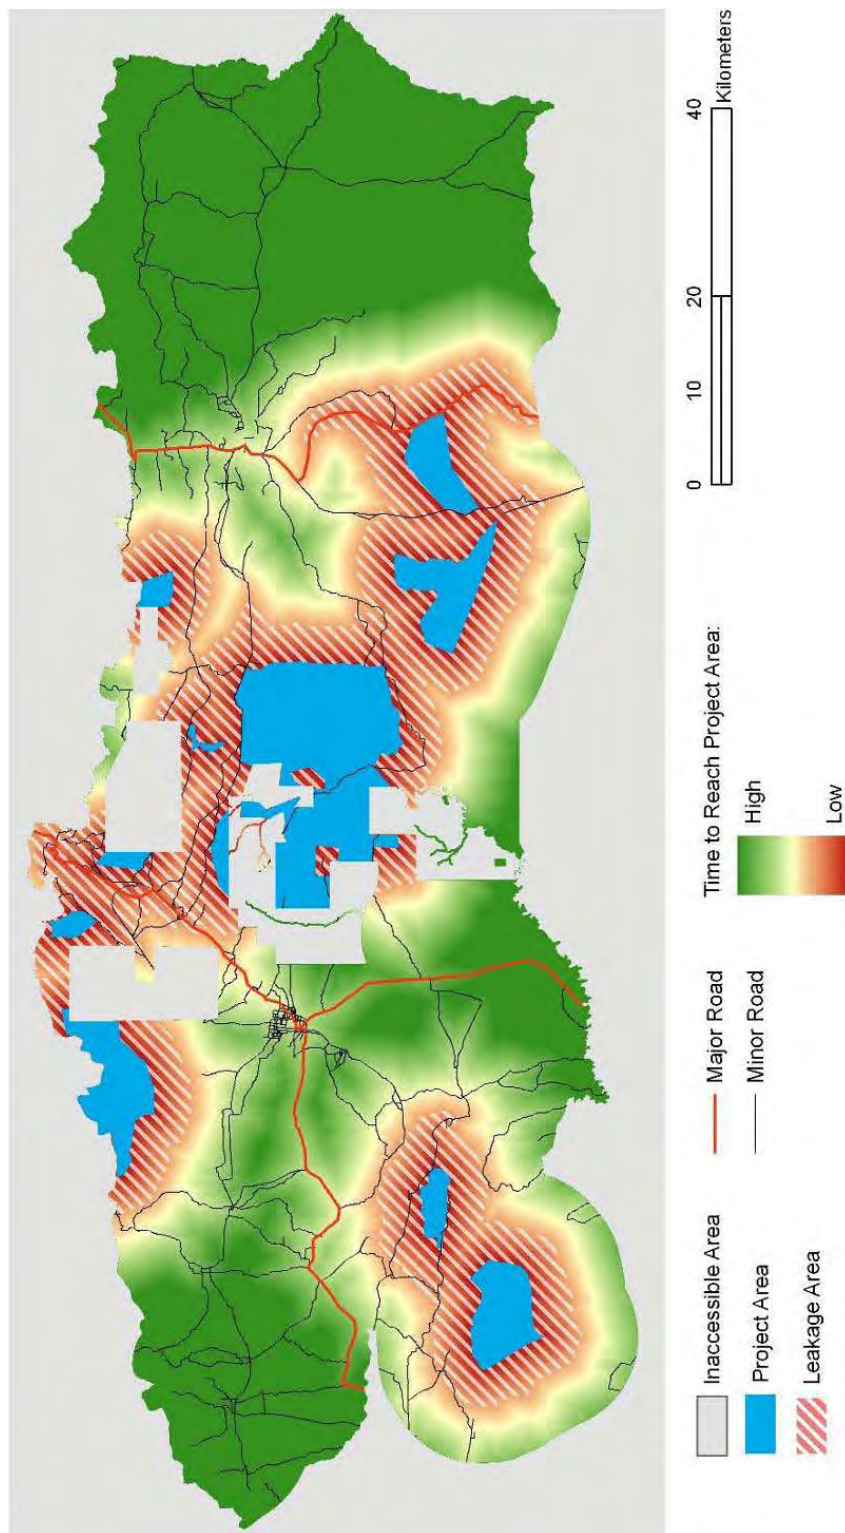 Inaccessible Area
Project Area
Leakage Area
Major Road
Minor Road
Time to Reach Project Area:
High
Low
0 10 20 40
Kilometers